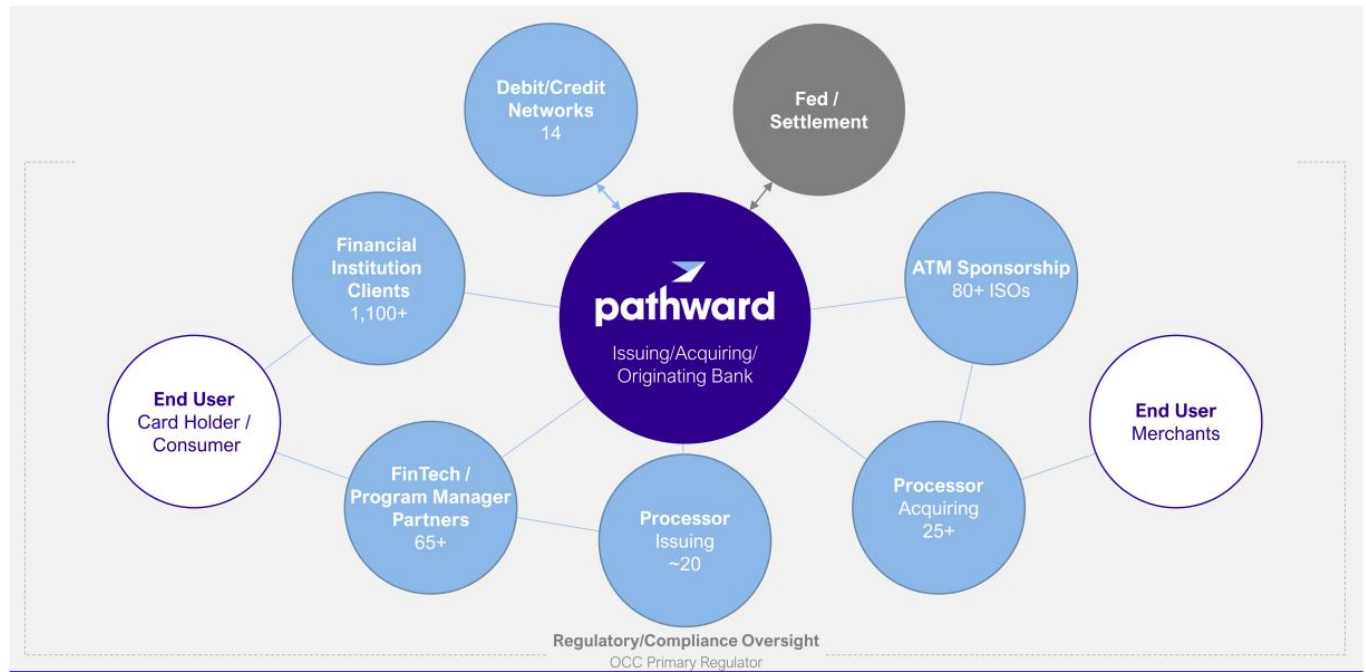 Debit/Credit
Networks
14
Fed /
Settlement
Financial
Institution
Clients
1,100+
pathward
Issuing/Acquiring/
Originating Bank
ATM Sponsorship
80+ ISOs
End User
Card Holder /
Consumer
End User
Merchants
FinTech /
Program Manager
Partners
65+
Processor
Issuing
~20
Processor
Acquiring
25+
Regulatory/Compliance Oversight
OCC Primary Regulator